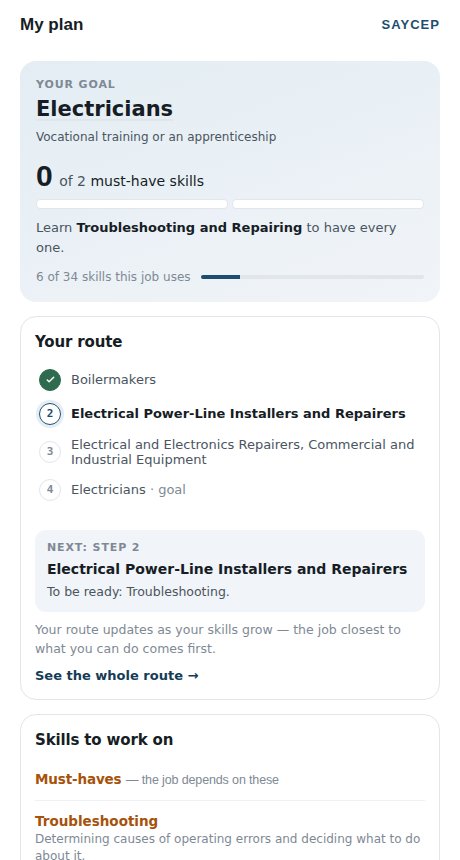 My plan
SAYCEP
YOUR GOAL
Electricians
Vocational training or an apprenticeship
0 of 2 must-have skills
Learn Troubleshooting and Repairing to have every
one.
6 of 34 skills this job uses
Your route
Boilermakers
2 Electrical Power-Line Installers and Repairers
3 Electrical and Electronics Repairers, Commercial and
Industrial Equipment
4 Electricians · goal
NEXT: STEP 2
Electrical Power-Line Installers and Repairers
To be ready: Troubleshooting.
Your route updates as your skills grow — the job closest to
what you can do comes first.
See the whole route →
Skills to work on
Must-haves — the job depends on these
Troubleshooting
Determining causes of operating errors and deciding what to do
about it.